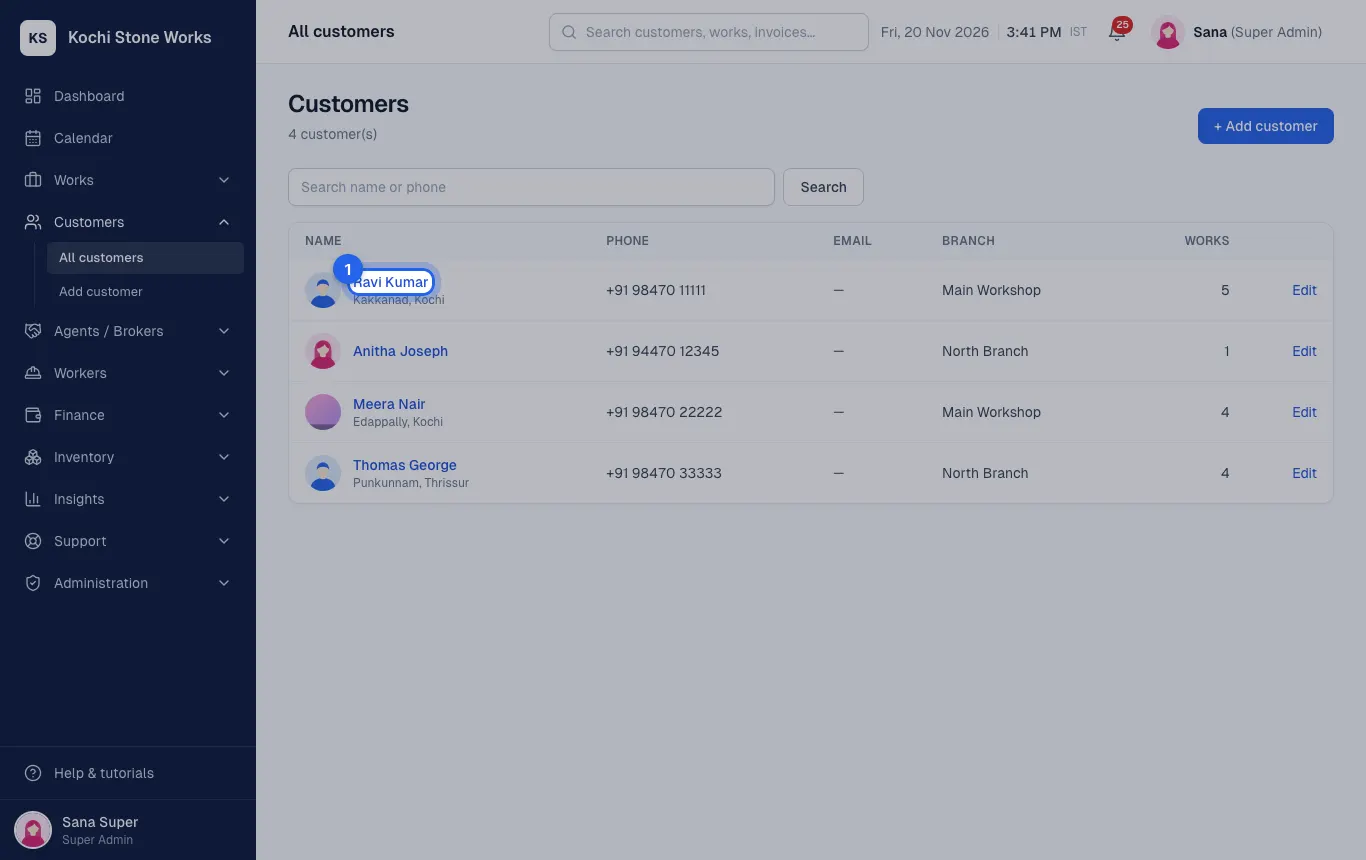 KS
Kochi Stone Works
All customers
Search customers, works, invoices...
Fri, 20 Nov 2026
3:41 PM IST
25
Sana (Super Admin)
Dashboard
Calendar
Works
Customers
All customers
Add customer
Agents / Brokers
Workers
Finance
Inventory
Insights
Support
Administration
Help & tutorials
Sana Super
Super Admin
Customers
4 customer(s)
+ Add customer
Search name or phone
Search
NAME PHONE EMAIL BRANCH WORKS
1
Ravi Kumar
Kakkanad, Kochi
+91 98470 11111 — Main Workshop 5 Edit
Anitha Joseph +91 94470 12345 — North Branch 1 Edit
Meera Nair
Edappally, Kochi
+91 98470 22222 — Main Workshop 4 Edit
Thomas George
Punkunnam, Thrissur
+91 98470 33333 — North Branch 4 Edit